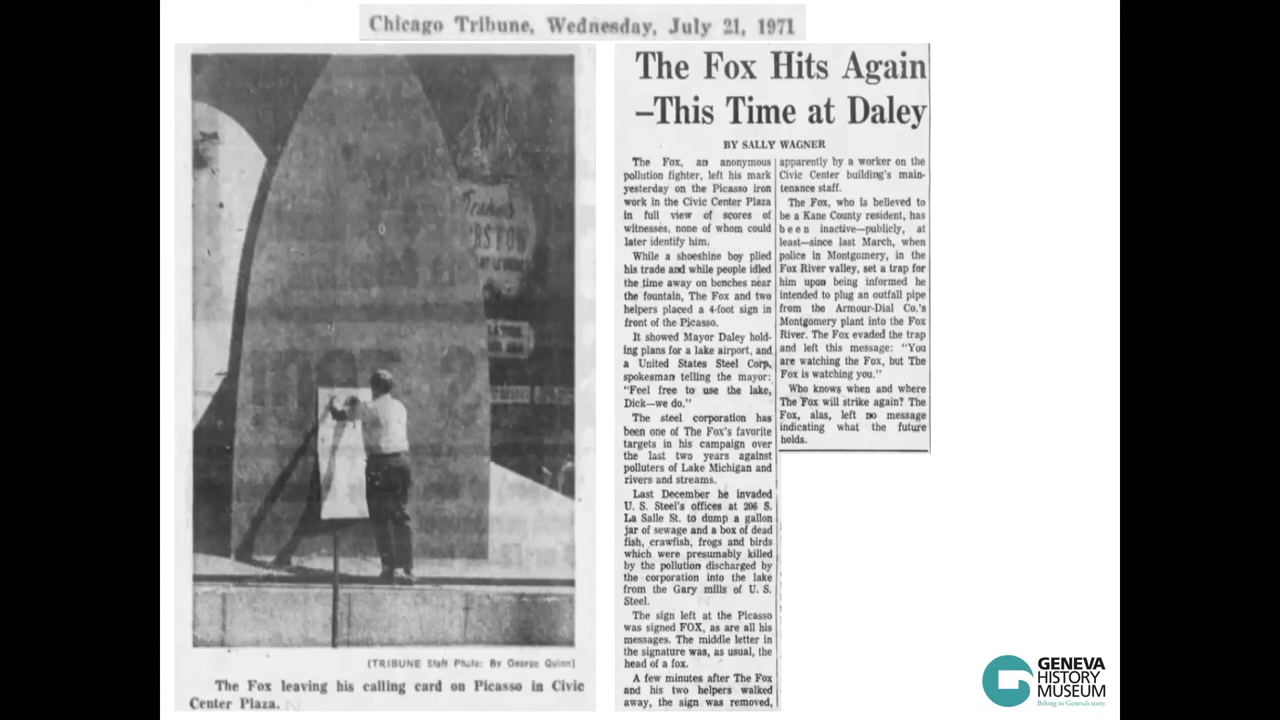 Chicago Tribune, Wednesday, July 21, 1971
[TRIBUNE Staff Photo: By George Quinn]
The Fox leaving his calling card on Picasso in Civic
Center Plaza.
The Fox Hits Again
—This Time at Daley
BY SALLY WAGNER
The Fox, an anonymous
pollution fighter, left his mark
yesterday on the Picasso iron
work in the Civic Center Plaza
in full view of scores of
witnesses, none of whom could
later identify him.
While a shoeshine boy plied
his trade and while people idled
the time away on benches near
the fountain, The Fox and two
helpers placed a 4-foot sign in
front of the Picasso.
It showed Mayor Daley hold-
ing plans for a lake airport, and
a United States Steel Corp.
spokesman telling the mayor:
"Feel free to use the lake,
Dick—we do."
The steel corporation has
been one of The Fox's favorite
targets in his campaign over
the last two years against
polluters of Lake Michigan and
rivers and streams.
Last December he invaded
U. S. Steel's offices at 208 S.
La Salle St. to dump a gallon
jar of sewage and a box of dead
fish, crawfish, frogs and birds
which were presumably killed
by the pollution discharged by
the corporation into the lake
from the Gary mills of U. S.
Steel.
The sign left at the Picasso
was signed FOX, as are all his
messages. The middle letter in
the signature was, as usual, the
head of a fox.
A few minutes after The Fox
and his two helpers walked
away, the sign was removed,
apparently by a worker on the
Civic Center building's main-
tenance staff.
The Fox, who is believed to
be a Kane County resident, has
been inactive—publicly, at
least—since last March, when
police in Montgomery, in the
Fox River valley, set a trap for
him upon being informed he
intended to plug an outfall pipe
from the Armour-Dial Co.'s
Montgomery plant into the Fox
River. The Fox evaded the trap
and left this message: "You
are watching the Fox, but The
Fox is watching you."
Who knows when and where
The Fox will strike again? The
Fox, alas, left no message
indicating what the future
holds.
GENEVA
HISTORY
MUSEUM
Belong to Geneva's story.